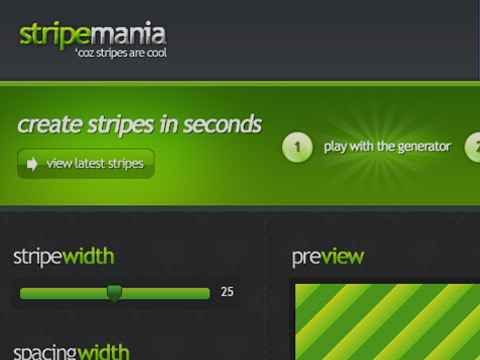 stripemania
'coz stripes are cool
create stripes in seconds
view latest stripes
1
play with the generator
2
stripewidth
25
preview
spacingwidth